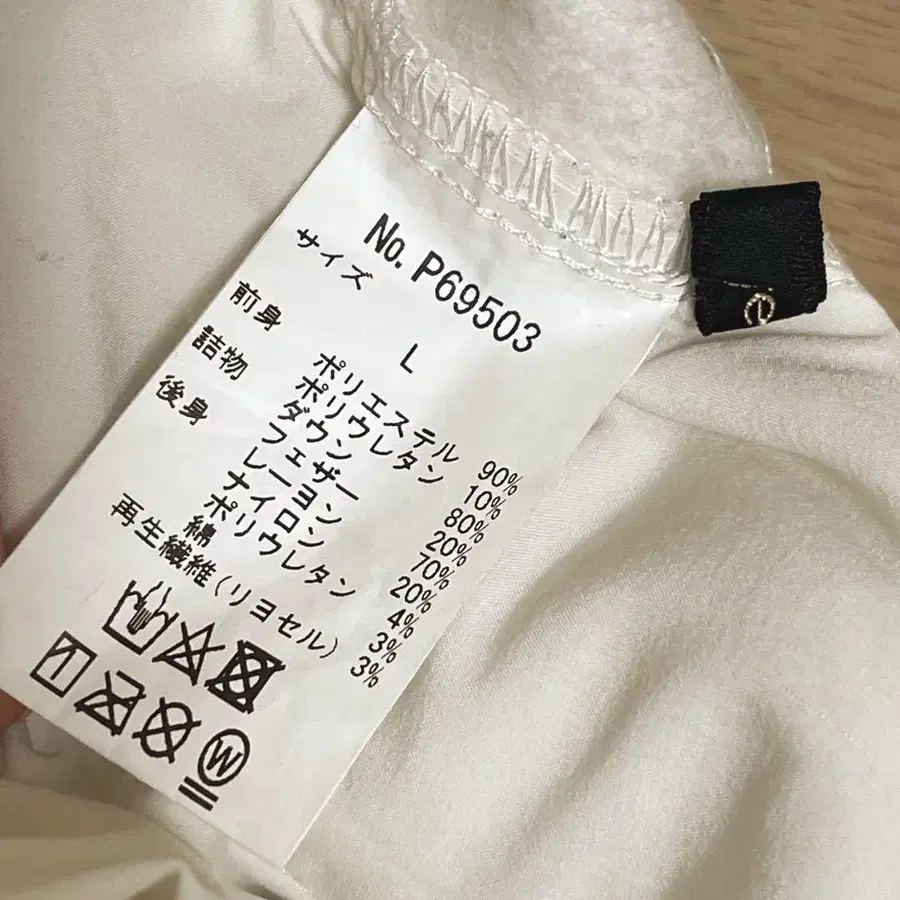 No. P69503
サイズ L
前身 ポリエステル 90%
ポリウレタン 10%
詰物 ダウン 80%
フェザー 20%
後身 レーヨン 70%
ナイロン 20%
綿 4%
ポリウレタン 3%
再生繊維(リヨセル) 3%
W
e